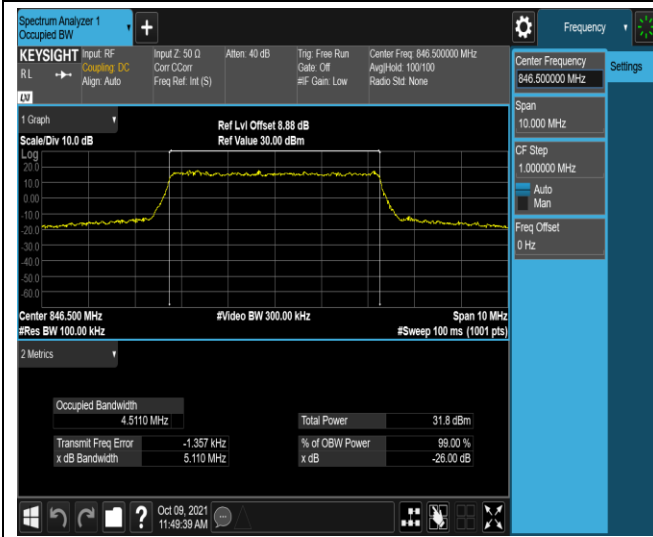 Spectrum Analyzer 1
Occupied BW
Frequency
KEYSIGHT
RL
LXI
Input: RF
Coupling: DC
Align: Auto
Input Z: 50 Ω
Corr CCorr
Freq Ref: Int (S)
Atten: 40 dB
Trig: Free Run
Gate: Off
#IF Gain: Low
Center Freq: 846.500000 MHz
Avg|Hold: 100/100
Radio Std: None
Center Frequency
846.500000 MHz
Settings
Span
10.000 MHz
CF Step
1.000000 MHz
Auto
Man
Freq Offset
0 Hz
1 Graph
Scale/Div 10.0 dB
Ref Lvl Offset 8.88 dB
Ref Value 30.00 dBm
Log
20.0
10.0
0.00
-10.0
-20.0
-30.0
-40.0
-50.0
-60.0
Center 846.500 MHz
#Video BW 300.00 kHz
Span 10 MHz
#Res BW 100.00 kHz
#Sweep 100 ms (1001 pts)
2 Metrics
Occupied Bandwidth
4.5110 MHz
Total Power 31.8 dBm
Transmit Freq Error -1.357 kHz
% of OBW Power 99.00 %
x dB Bandwidth 5.110 MHz
x dB -26.00 dB
?
Oct 09, 2021
11:49:39 AM